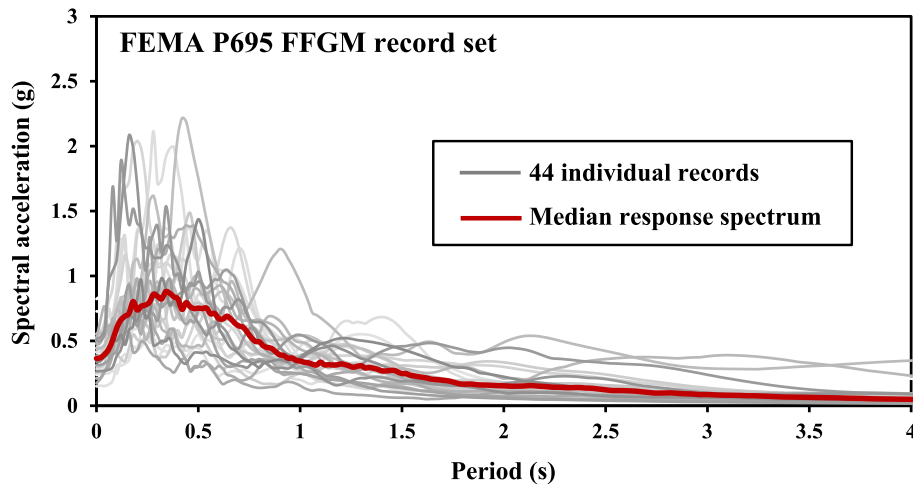 FEMA P695 FFGM record set
3
2.5
2
1.5
1
0.5
0
Spectral acceleration (g)
44 individual records
Median response spectrum
0 0.5 1 1.5 2 2.5 3 3.5 4
Period (s)